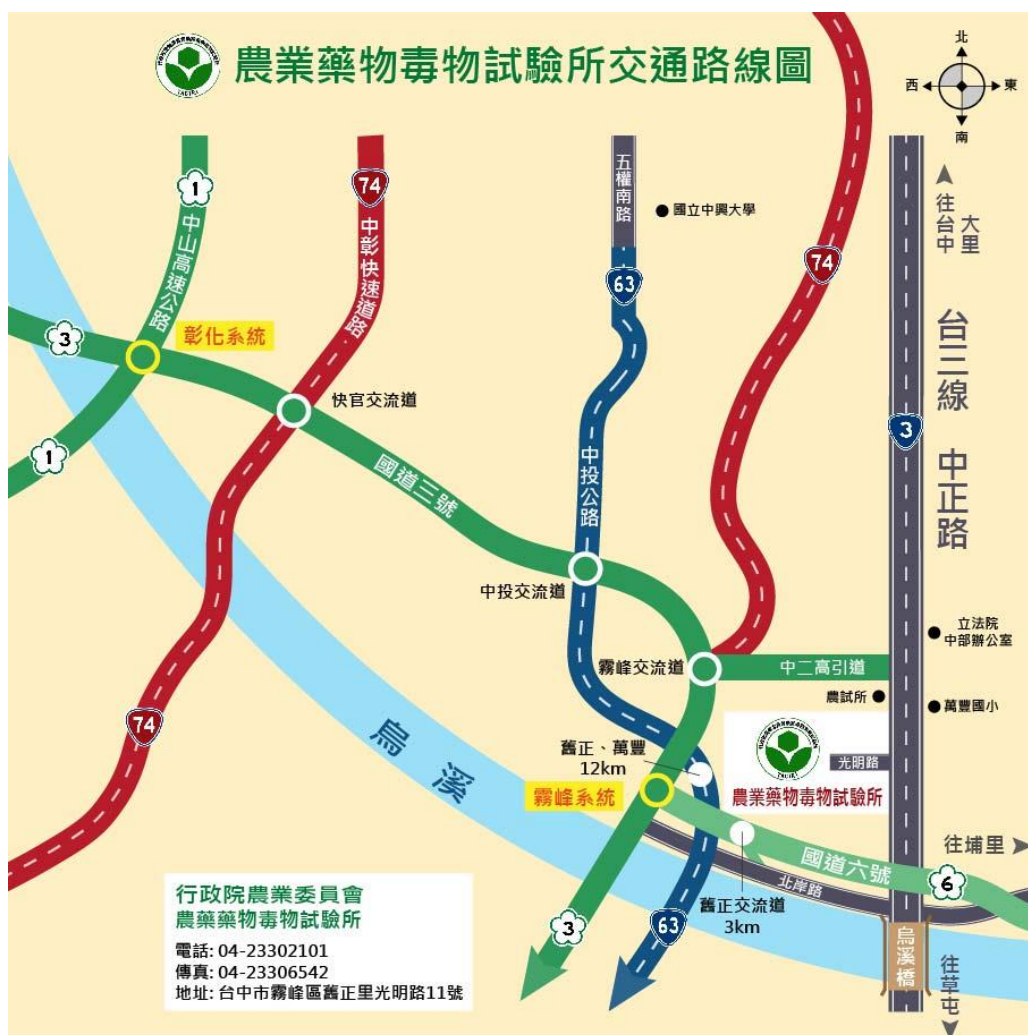 農業藥物毒物試驗所交通路線圖
北
西
東
南
1
中山高速公路
74
中彰快速道路
五權南路
國立中興大學
63
74
往台中
大里
3
彰化系統
快官交流道
1
國道三號
中投公路
台三線 中正路
3
中投交流道
霧峰交流道
中二高引道
立法院
中部辦公室
農試所
萬豐國小
74
烏溪
舊正、萬豐
12km
光明路
農業藥物毒物試驗所
霧峰系統
國道六號
北岸路
往埔里
6
舊正交流道
3km
3
63
烏溪橋
往草屯
行政院農業委員會
農藥藥物毒物試驗所
電話: 04-23302101
傳真: 04-23306542
地址: 台中市霧峰區舊正里光明路11號